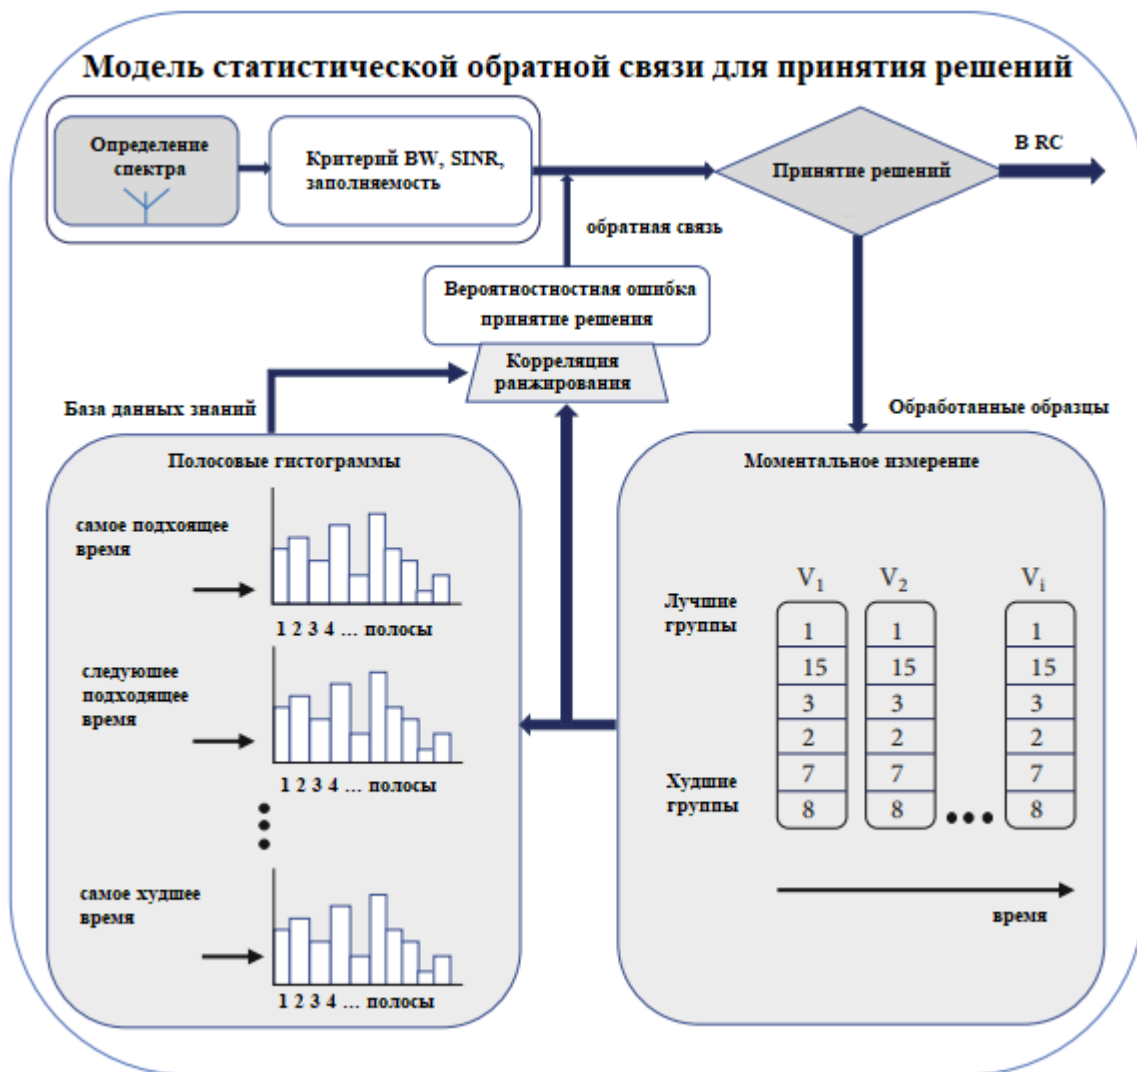 Модель статистической обратной связи для принятия решений
Определение
спектра
Критерий BW, SINR,
заполняемость
Принятие решений
В RC
обратная связь
Вероятностностная ошибка
принятие решения
Корреляция
ранжирования
База данных знаний
Обработанные образцы
Полосовые гистограммы
самое подхоящее
время
1 2 3 4 ... полосы
следуюшее
подходящее
время
1 2 3 4 ... полосы
самое худшее
время
1 2 3 4 ... полосы
Моментальное измерение
V1 V2 Vi
Лучшие
группы
1 1 1
15 15 15
3 3 3
2 2 2
Худшие
группы
7 7 7
8 8 8
время